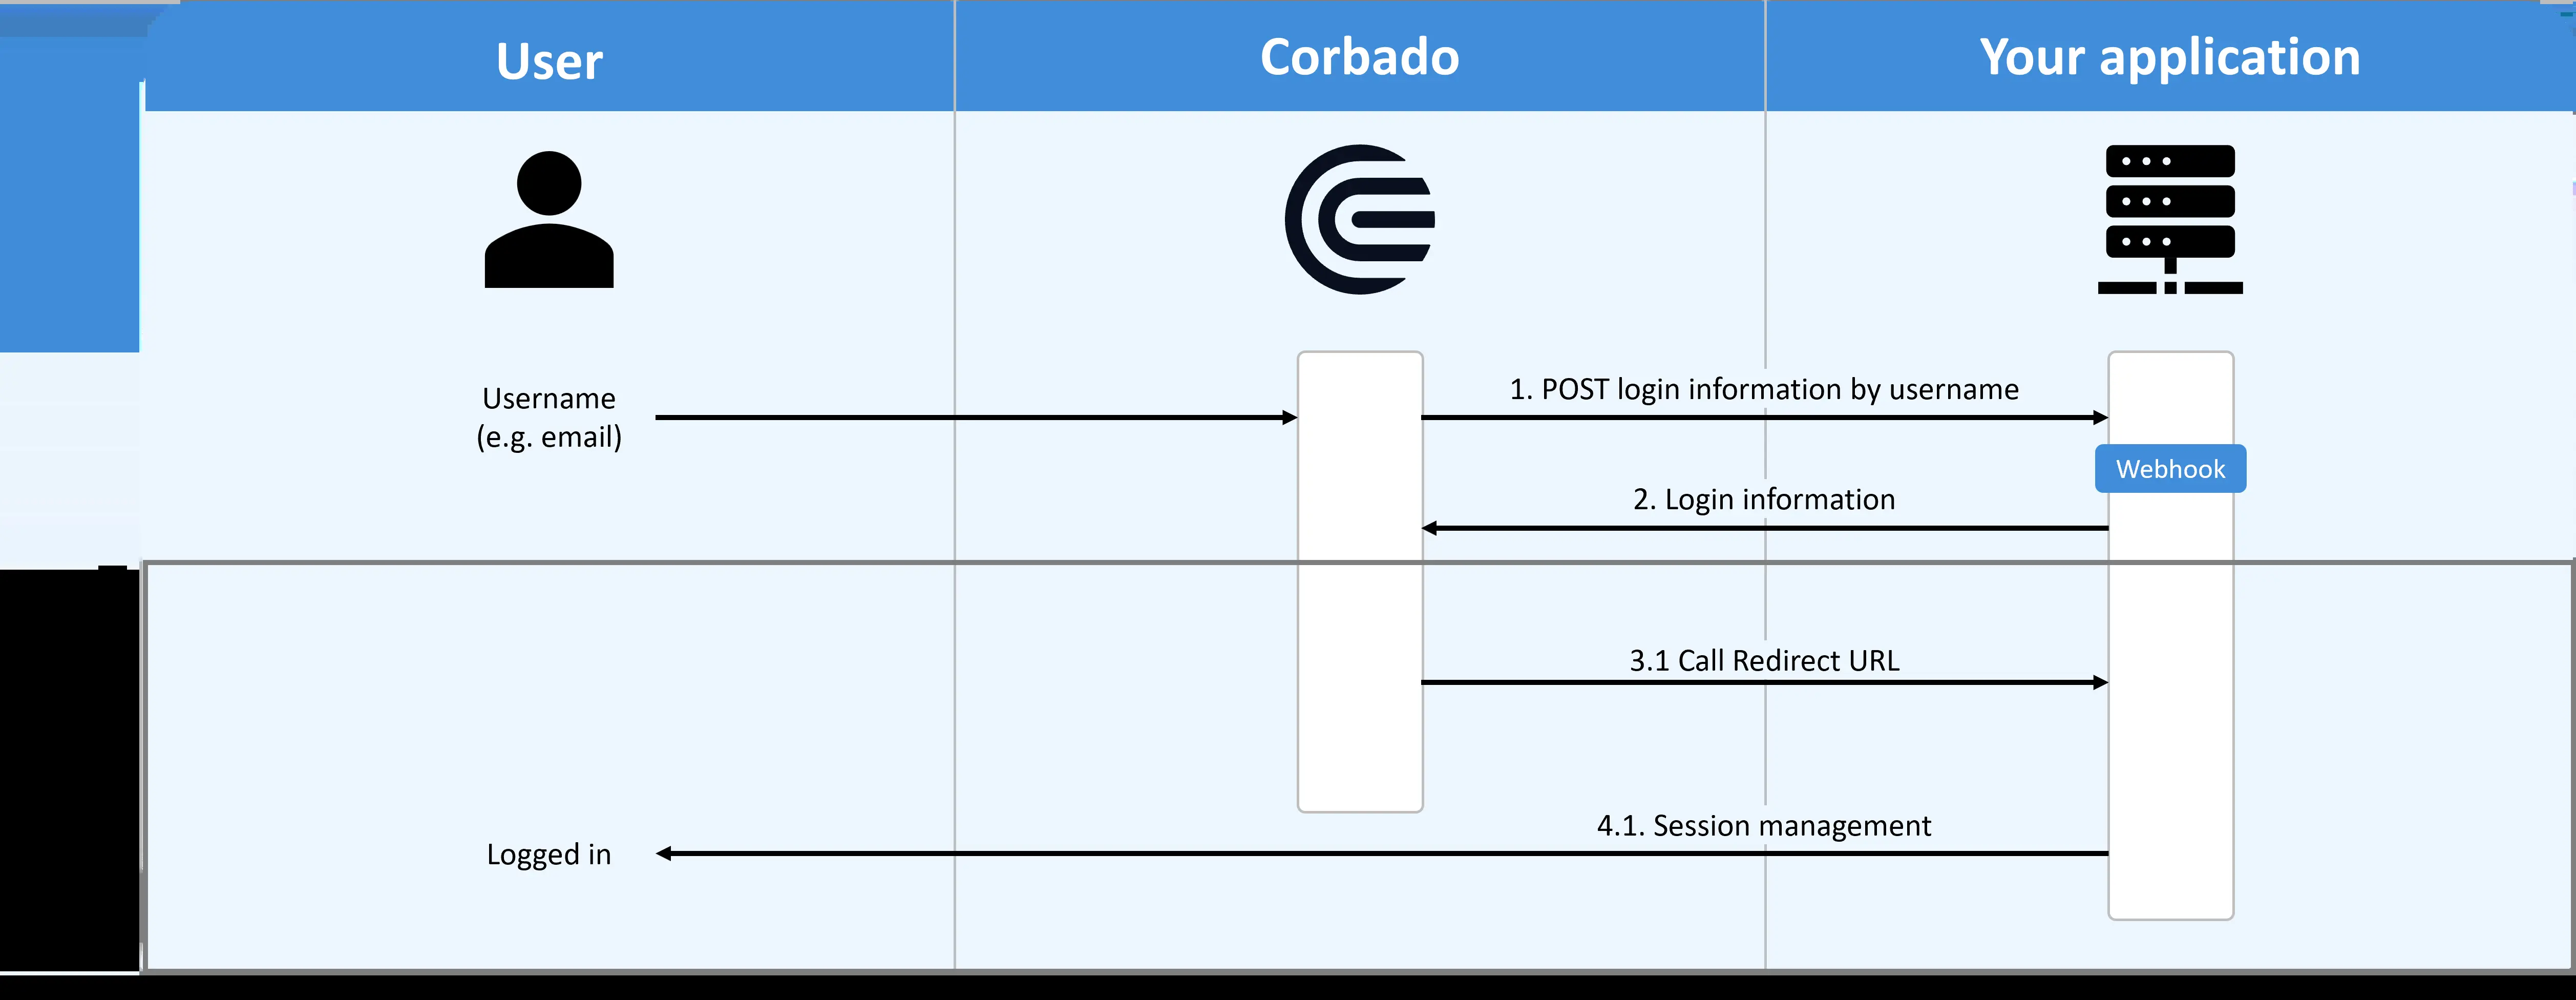 User
Corbado
Your application
Username
(e.g. email)
1. POST login information by username
Webhook
2. Login information
3.1 Call Redirect URL
4.1. Session management
Logged in